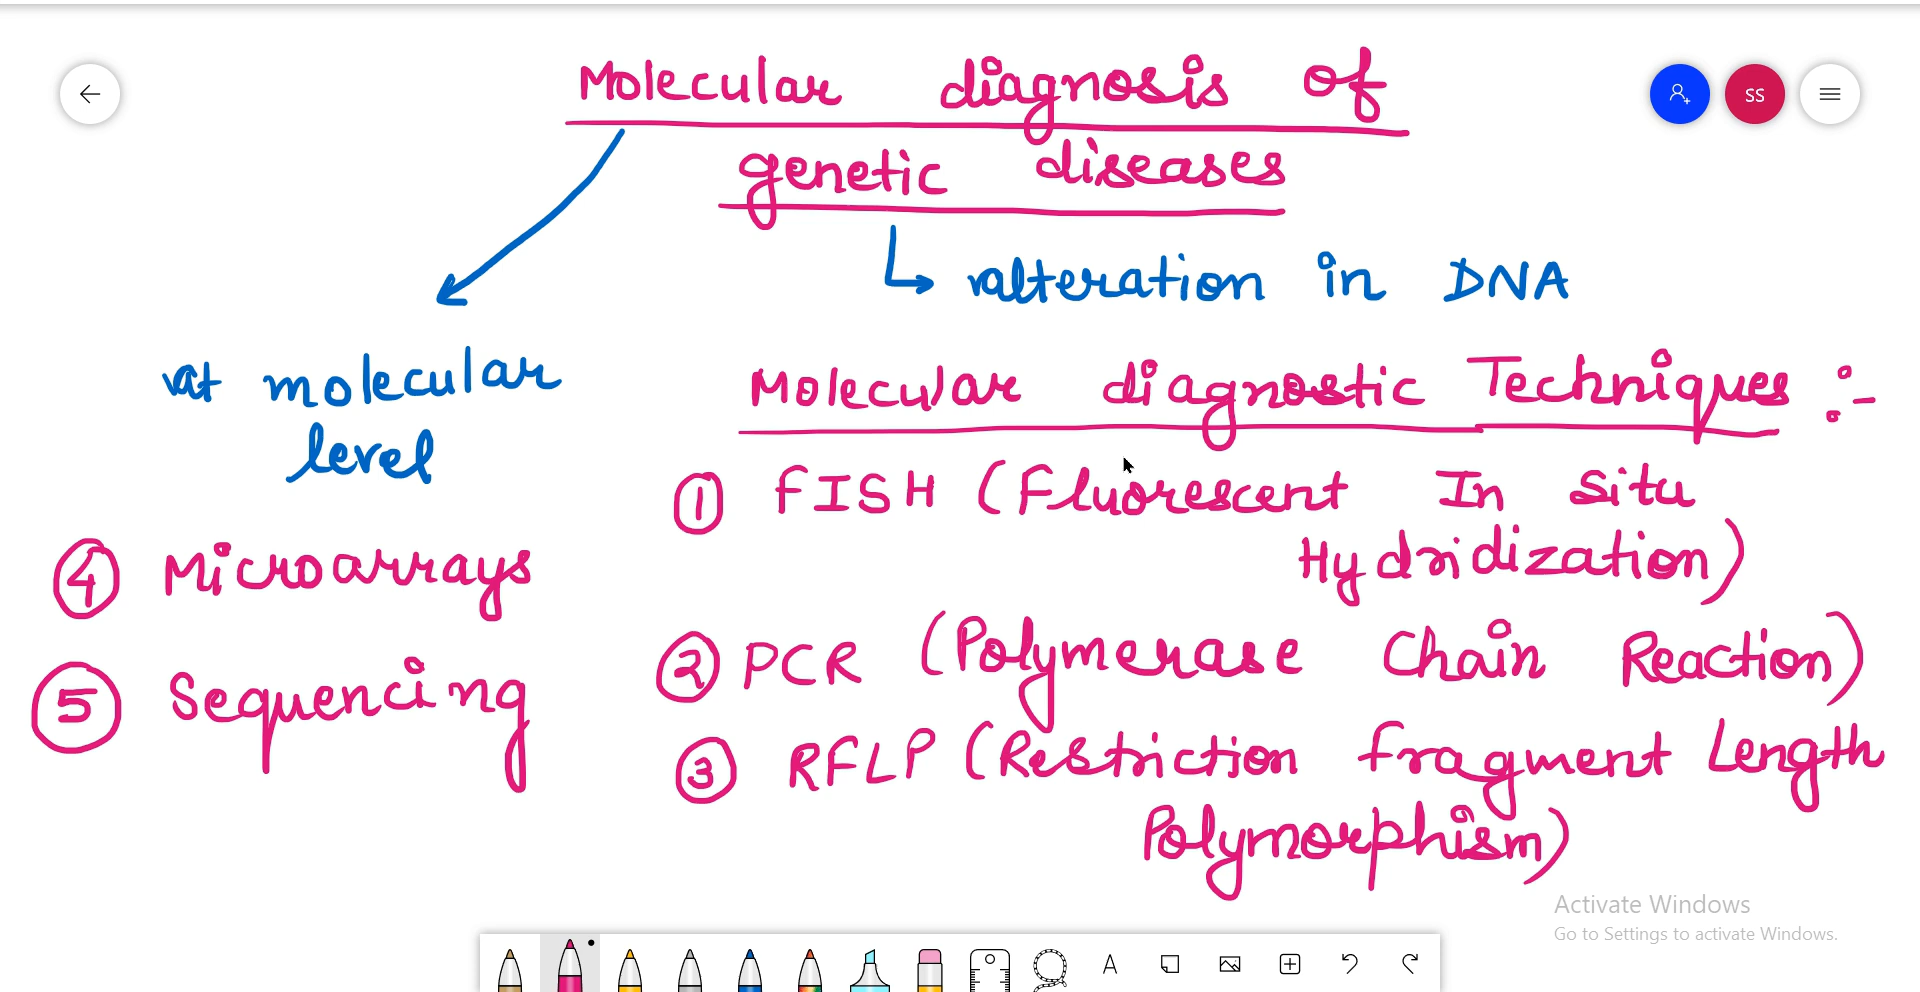 Molecular diagnosis of
genetic diseases
SS
alteration in DNA
at molecular
level
Molecular diagnostic Techniques :-
① FISH (Fluorescent In Situ
Hydridization)
② PCR (Polymerase Chain Reaction)
③ RFLP (Restriction Fragment Length
Polymorphism)
④ Microarrays
⑤ Sequencing
Activate Windows
Go to Settings to activate Windows.
A